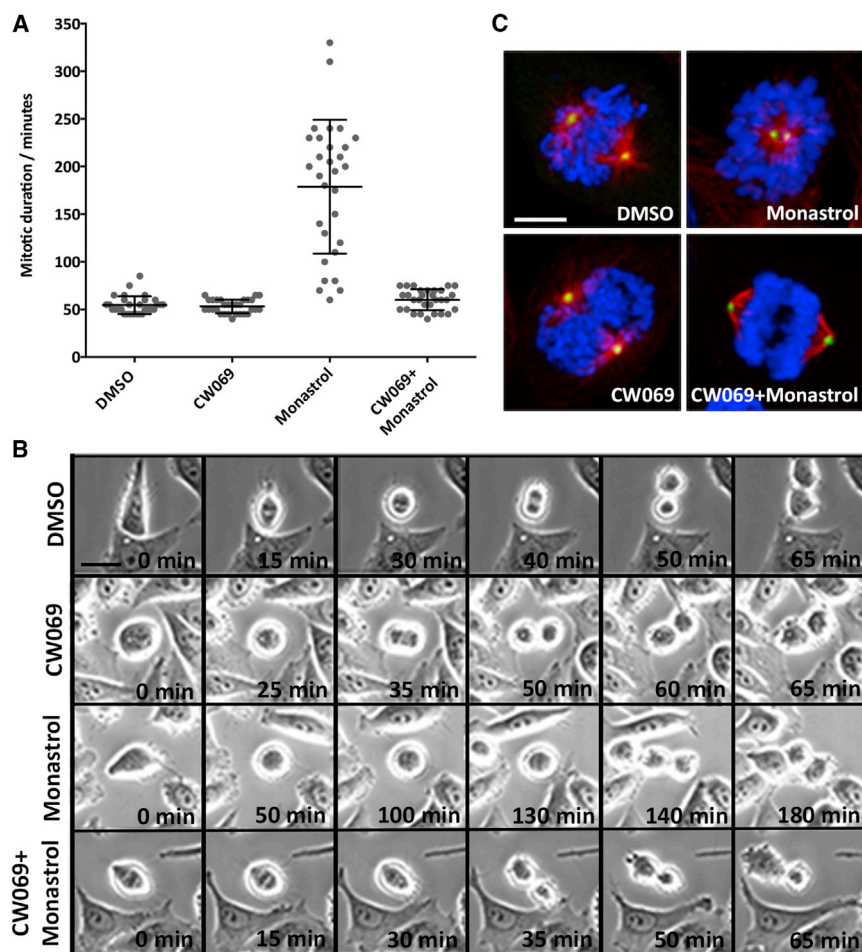 A
Mitotic duration / minutes
350
300
250
200
150
100
50
0
DMSO
CW069
Monastrol
CW069+
Monastrol
C
DMSO
Monastrol
CW069
CW069+Monastrol
B
DMSO
0 min
15 min
30 min
40 min
50 min
65 min
CW069
0 min
25 min
35 min
50 min
60 min
65 min
Monastrol
0 min
50 min
100 min
130 min
140 min
180 min
CW069+
Monastrol
0 min
15 min
30 min
35 min
50 min
65 min